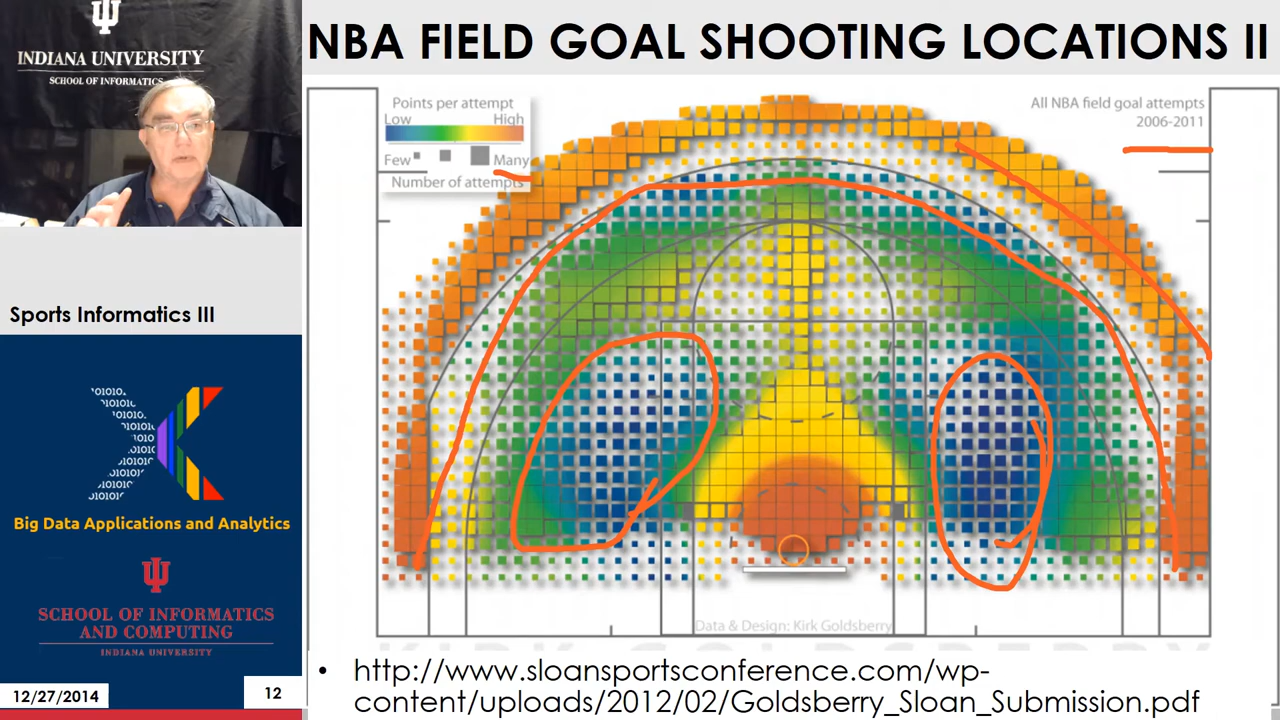 INDIANA UNIVERSITY
SCHOOL OF INFORMATICS
NBA FIELD GOAL SHOOTING LOCATIONS II
Points per attempt
Low High
Few Many
Number of attempts
All NBA field goal attempts
2006-2011
Sports Informatics III
Big Data Applications and Analytics
SCHOOL OF INFORMATICS
AND COMPUTING
INDIANA UNIVERSITY
12/27/2014
12
Data & Design: Kirk Goldsberry
• http://www.sloansportsconference.com/wp-
content/uploads/2012/02/Goldsberry_Sloan_Submission.pdf